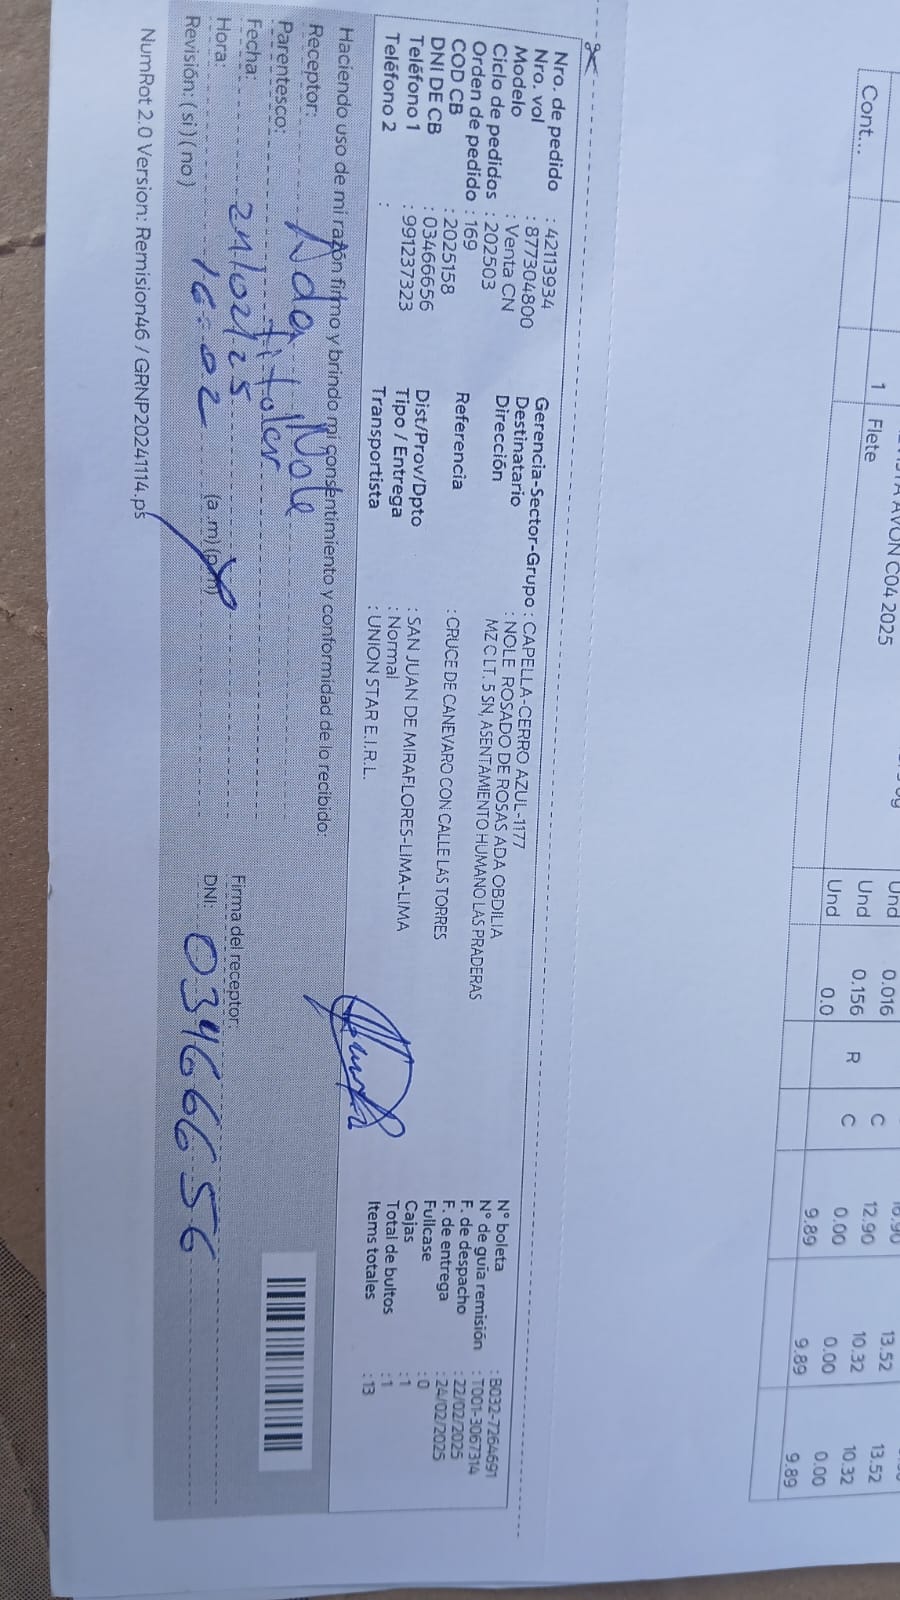 VISTA AVON C04 2025
Und 0.016 C 16.90 13.52 13.52
1 Flete Und 0.156 R C 12.90 10.32 10.32
Und 0.0 0.00 0.00 0.00
9.89 9.89 9.89
Cont...
Nro. de pedido : 42113934
Nro. vol : 877304800
Modelo : Venta CN
Ciclo de pedidos : 202503
Orden de pedido : 169
COD CB : 2025158
DNI DE CB : 03466656
Teléfono 1 : 991237323
Teléfono 2 :
Gerencia-Sector-Grupo : CAPELLA-CERRO AZUL-1177
Destinatario : NOLE ROSADO DE ROSAS ADA OBDILIA
Dirección MZ C LT. 5 SN, ASENTAMIENTO HUMANO LAS PRADERAS
Referencia : CRUCE DE CANEVARO CON CALLE LAS TORRES
Dist/Prov/Dpto : SAN JUAN DE MIRAFLORES-LIMA-LIMA
Tipo / Entrega : Normal
Transportista : UNION STAR E.I.R.L.
N° boleta : B032-7264691
N° de guía remisión : T001-3067314
F. de despacho : 22/02/2025
F. de entrega : 24/02/2025
Fullcase : 0
Cajas : 1
Total de bultos : 1
Items totales : 13
Haciendo uso de mi razón firmo y brindo mi consentimiento y conformidad de lo recibido:
Receptor: Ada Nole
Parentesco: titular
Fecha: 24/02/25
Hora: 16:02 (a .m) (p.m)
Revisión: ( si ) ( no )
Firma del receptor:
DNI: 03466656
NumRot 2.0 Version: Remision46 / GRNP20241114.ps